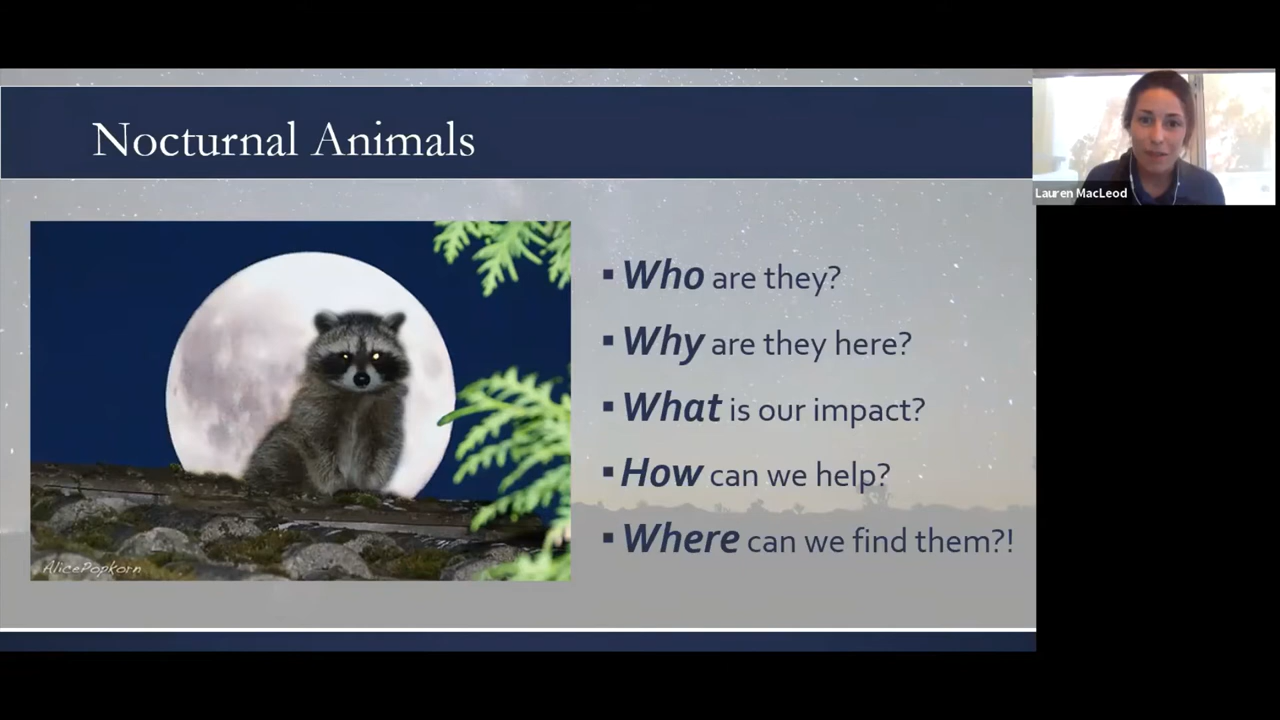 Nocturnal Animals
Lauren MacLeod
▪ Who are they?
▪ Why are they here?
▪ What is our impact?
▪ How can we help?
▪ Where can we find them?!
AlicePopkorn